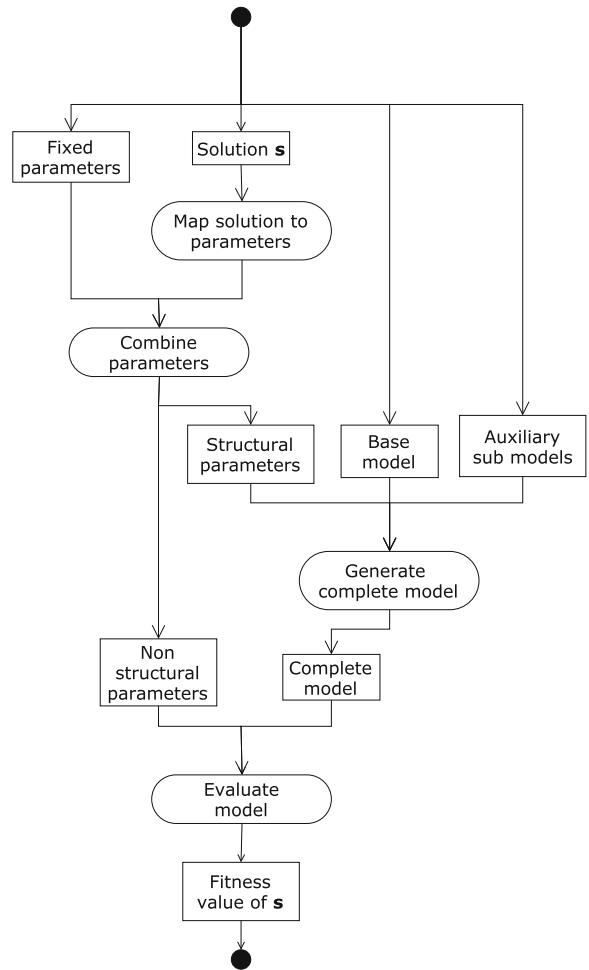 Fixed
parameters
Solution s
Map solution to
parameters
Combine
parameters
Structural
parameters
Base
model
Auxiliary
sub models
Generate
complete model
Non
structural
parameters
Complete
model
Evaluate
model
Fitness
value of s